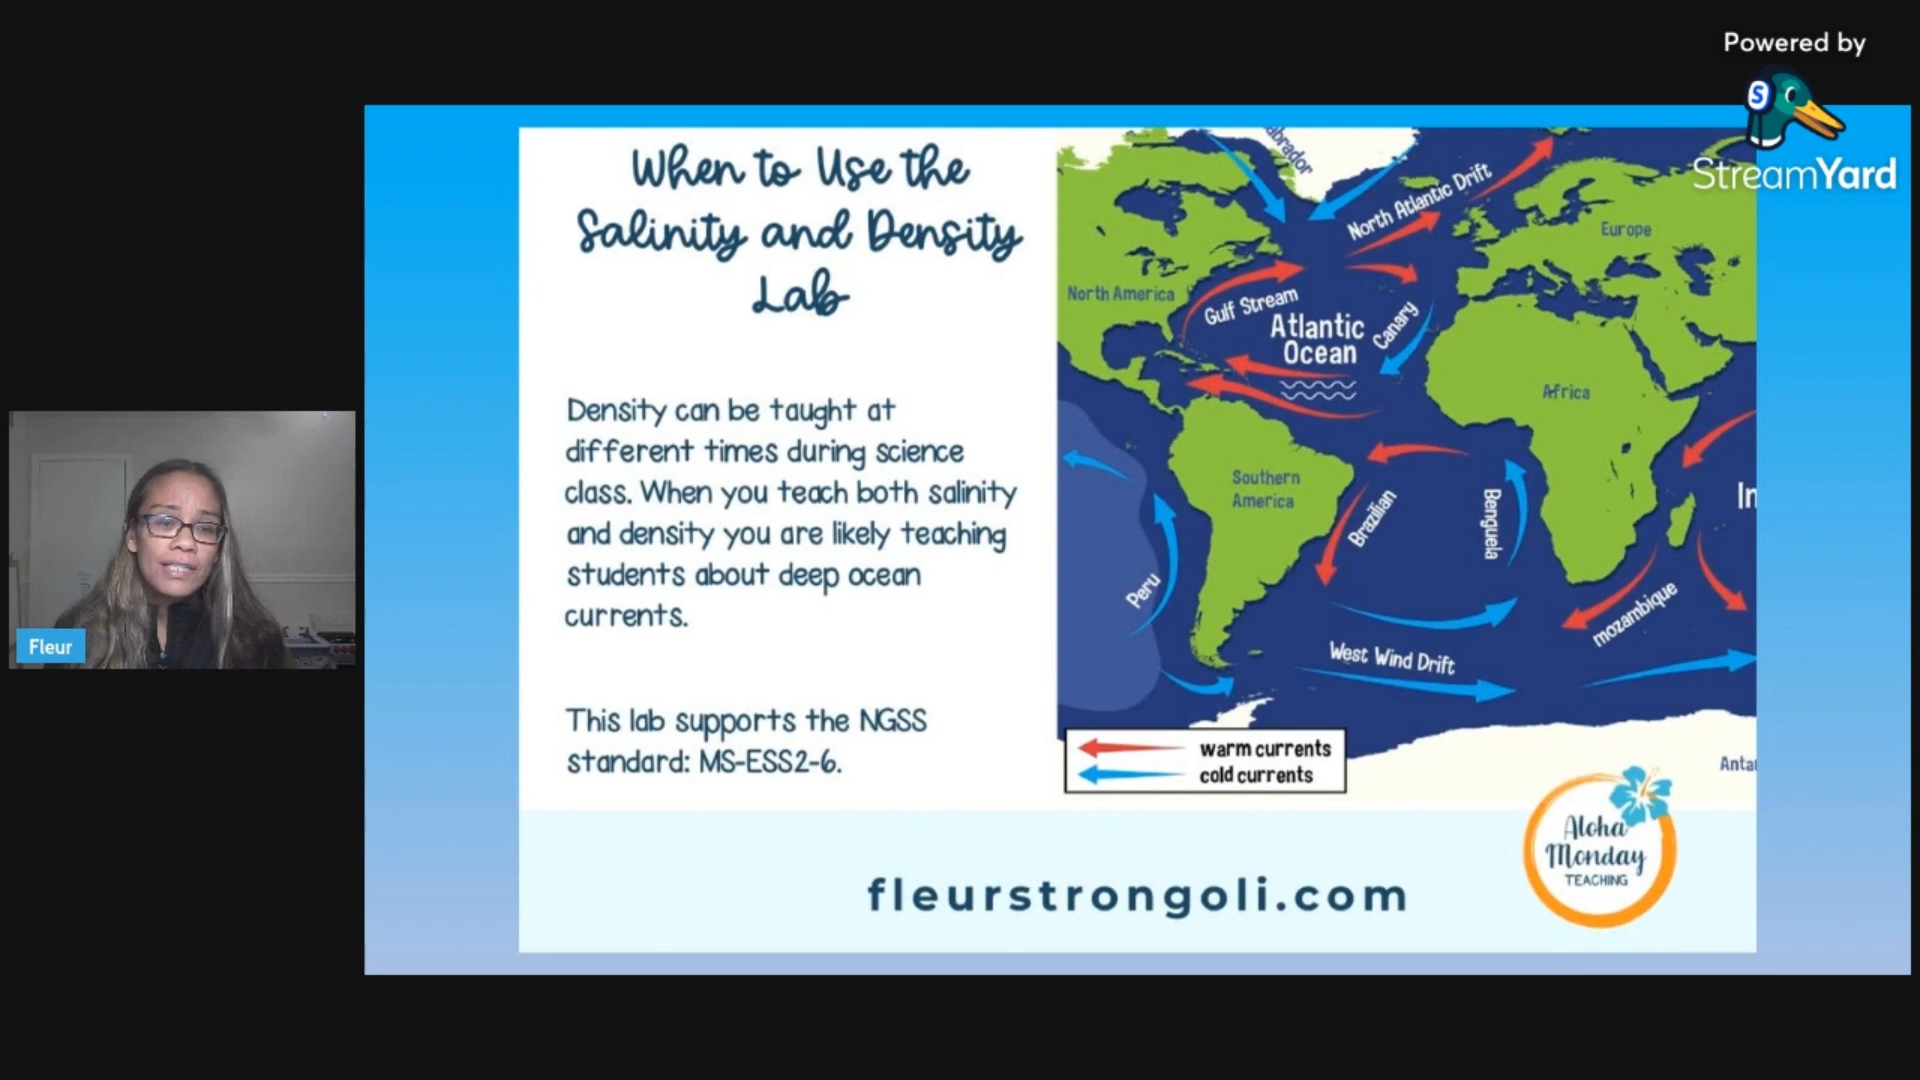 Powered by
StreamYard
When to Use the
Salinity and Density
Lab
Density can be taught at
different times during science
class. When you teach both salinity
and density you are likely teaching
students about deep ocean
currents.
This lab supports the NGSS
standard: MS-ESS2-6.
abrador
North Atlantic Drift
Europe
North America
Gulf Stream
Atlantic
Ocean
Canary
Africa
Southern
America
In
Brazilian
Benguela
Peru
mozambique
West Wind Drift
warm currents
cold currents
Antar
Aloha
Monday
TEACHING
fleurstrongoli.com
Fleur
S